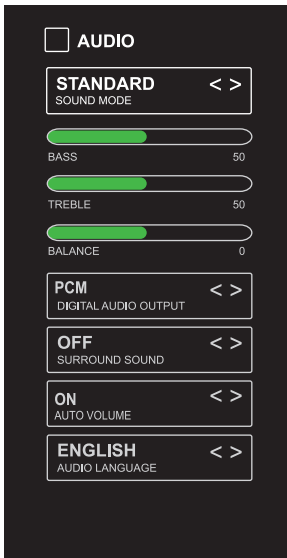 AUDIO
STANDARD < >
SOUND MODE
BASS 50
TREBLE 50
BALANCE 0
PCM < >
DIGITAL AUDIO OUTPUT
OFF < >
SURROUND SOUND
ON < >
AUTO VOLUME
ENGLISH < >
AUDIO LANGUAGE